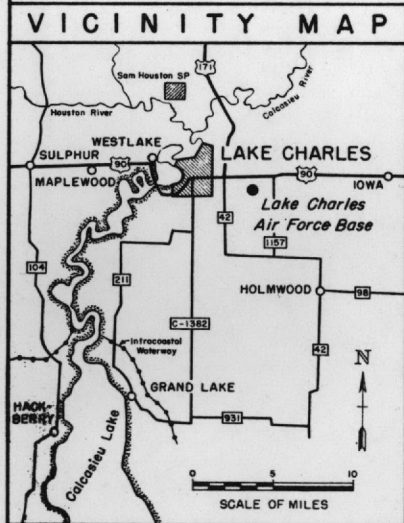 VICINITY MAP
171
Sam Houston SP
Calcasieu River
Houston River
WESTLAKE
LAKE CHARLES
SULPHUR
90
90
IOWA
MAPLEWOOD
Lake Charles
Air Force Base
42
1157
104
211
HOLMWOOD
98
C-1382
Intracoastal
Waterway
42
N
GRAND LAKE
HACK-
BERRY
931
Calcasieu Lake
0 5 10
SCALE OF MILES